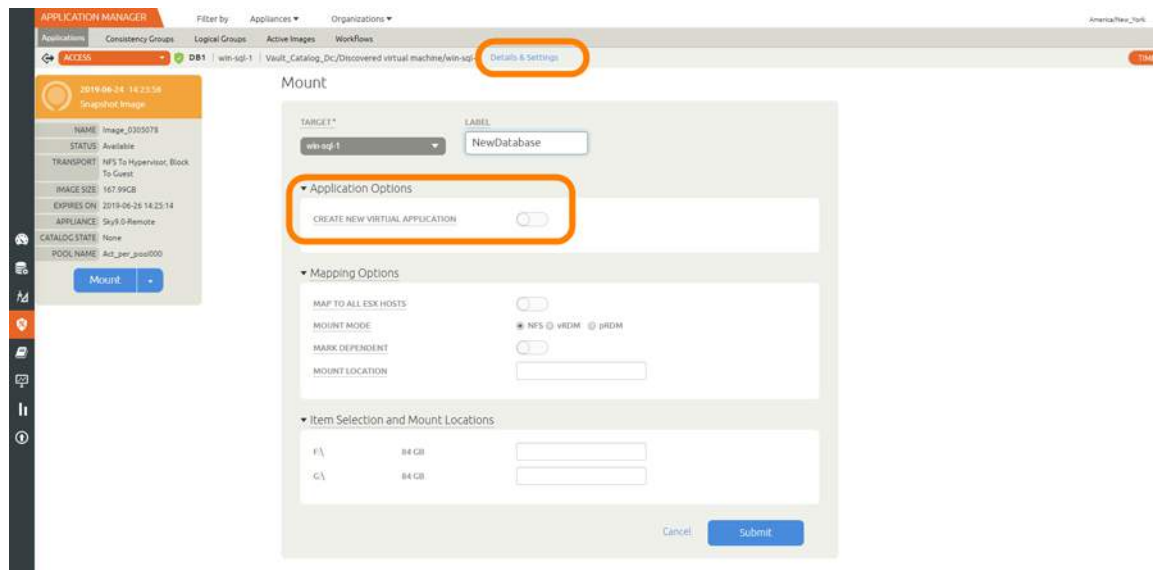 APPLICATION MANAGER Filter by Appliances Organizations America/New_York
Applications Consistency Groups Logical Groups Active Images Workflows
ACCESS DB1 win-sql-1 Vault_Catalog_Dc:/Discovered virtual machine/win-sql- Details & Settings TIM
2019-06-24 14:23:58
Snapshot Image
NAME Image_0305078
STATUS Available
TRANSPORT NFS To Hypervisor, Block
To Guest
IMAGE SIZE 167.99GB
EXPIRES ON 2019-06-26 14:25:14
APPLIANCE Sky9.0-Remote
CATALOG STATE None
POOL NAME Act_per_pool000
Mount
Mount
TARGET* LABEL
win-sql-1 NewDatabase
Application Options
CREATE NEW VIRTUAL APPLICATION
Mapping Options
MAP TO ALL ESX HOSTS
MOUNT MODE NFS vRDM pRDM
MARK DEPENDENT
MOUNT LOCATION
Item Selection and Mount Locations
F:\ 84 GB
G:\ 84 GB
Cancel Submit